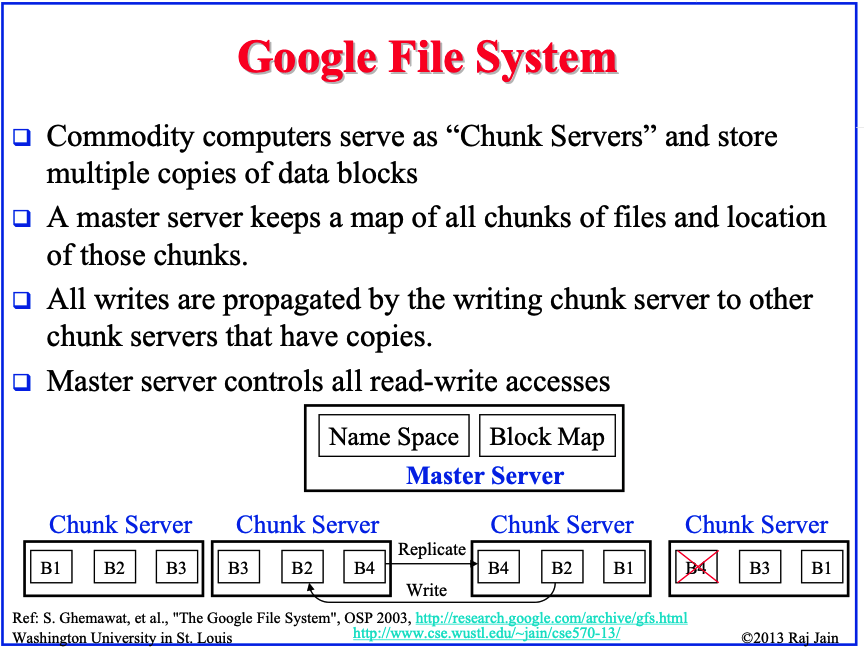 Google File System
Commodity computers serve as “Chunk Servers” and store
multiple copies of data blocks
A master server keeps a map of all chunks of files and location
of those chunks.
All writes are propagated by the writing chunk server to other
chunk servers that have copies.
Master server controls all read-write accesses
Name Space Block Map
Master Server
Chunk Server Chunk Server Chunk Server Chunk Server
Replicate
B1 B2 B3 B3 B2 B4 B4 B2 B1 B4 B3 B1
Write
Ref: S. Ghemawat, et al., "The Google File System", OSP 2003, http://research.google.com/archive/gfs.html
Washington University in St. Louis http://www.cse.wustl.edu/~jain/cse570-13/ ©2013 Raj Jain